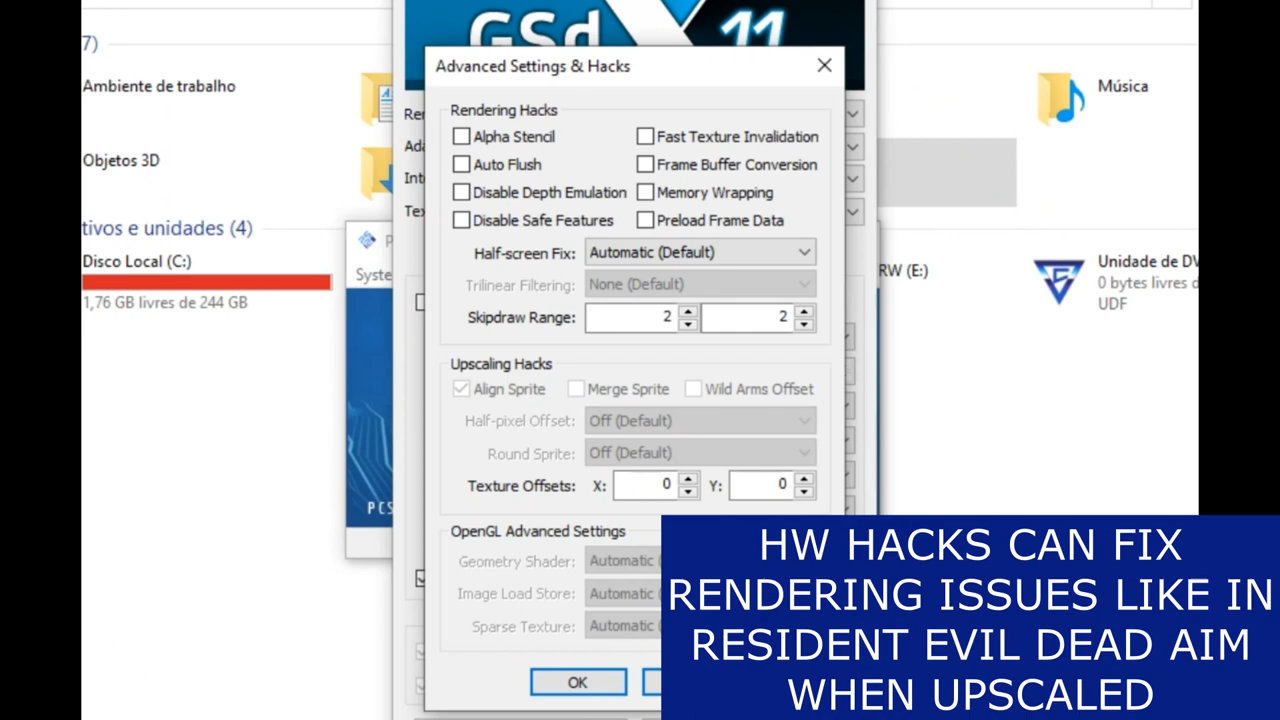 GSd X 11
7)
Ambiente de trabalho
Objetos 3D
tivos e unidades (4)
Disco Local (C:)
1,76 GB livres de 244 GB
Música
RW (E:)
Unidade de DV
0 bytes livres d
UDF
Syste
PCS
Advanced Settings & Hacks
Rendering Hacks
Alpha Stencil Fast Texture Invalidation
Auto Flush Frame Buffer Conversion
Disable Depth Emulation Memory Wrapping
Disable Safe Features Preload Frame Data
Half-screen Fix: Automatic (Default)
Trilinear Filtering: None (Default)
Skipdraw Range: 2 2
Upscaling Hacks
Align Sprite Merge Sprite Wild Arms Offset
Half-pixel Offset: Off (Default)
Round Sprite: Off (Default)
Texture Offsets: X: 0 Y: 0
OpenGL Advanced Settings
Geometry Shader: Automatic (
Image Load Store: Automatic (
Sparse Texture: Automatic (
OK
HW HACKS CAN FIX
RENDERING ISSUES LIKE IN
RESIDENT EVIL DEAD AIM
WHEN UPSCALED